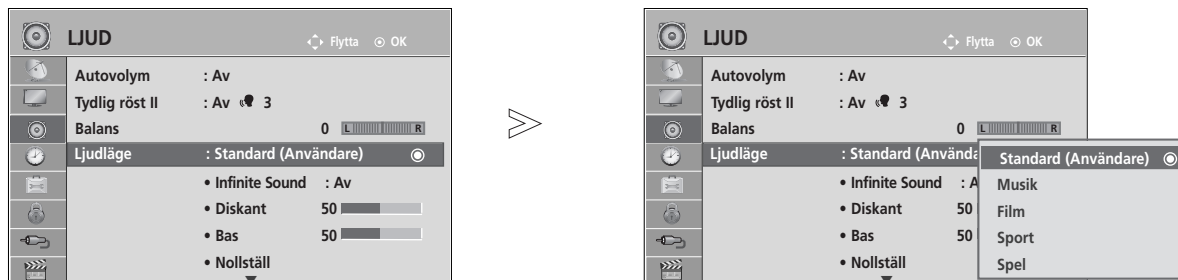 LJUD
Flytta OK
Autovolym : Av
Tydlig röst II : Av 3
Balans 0 L R
Ljudläge : Standard (Användare)
• Infinite Sound : Av
• Diskant 50
• Bas 50
• Nollställ
>
LJUD
Flytta OK
Autovolym : Av
Tydlig röst II : Av 3
Balans 0 L R
Ljudläge : Standard (Använda
• Infinite Sound : A
• Diskant 50
• Bas 50
• Nollställ
Standard (Användare)
Musik
Film
Sport
Spel